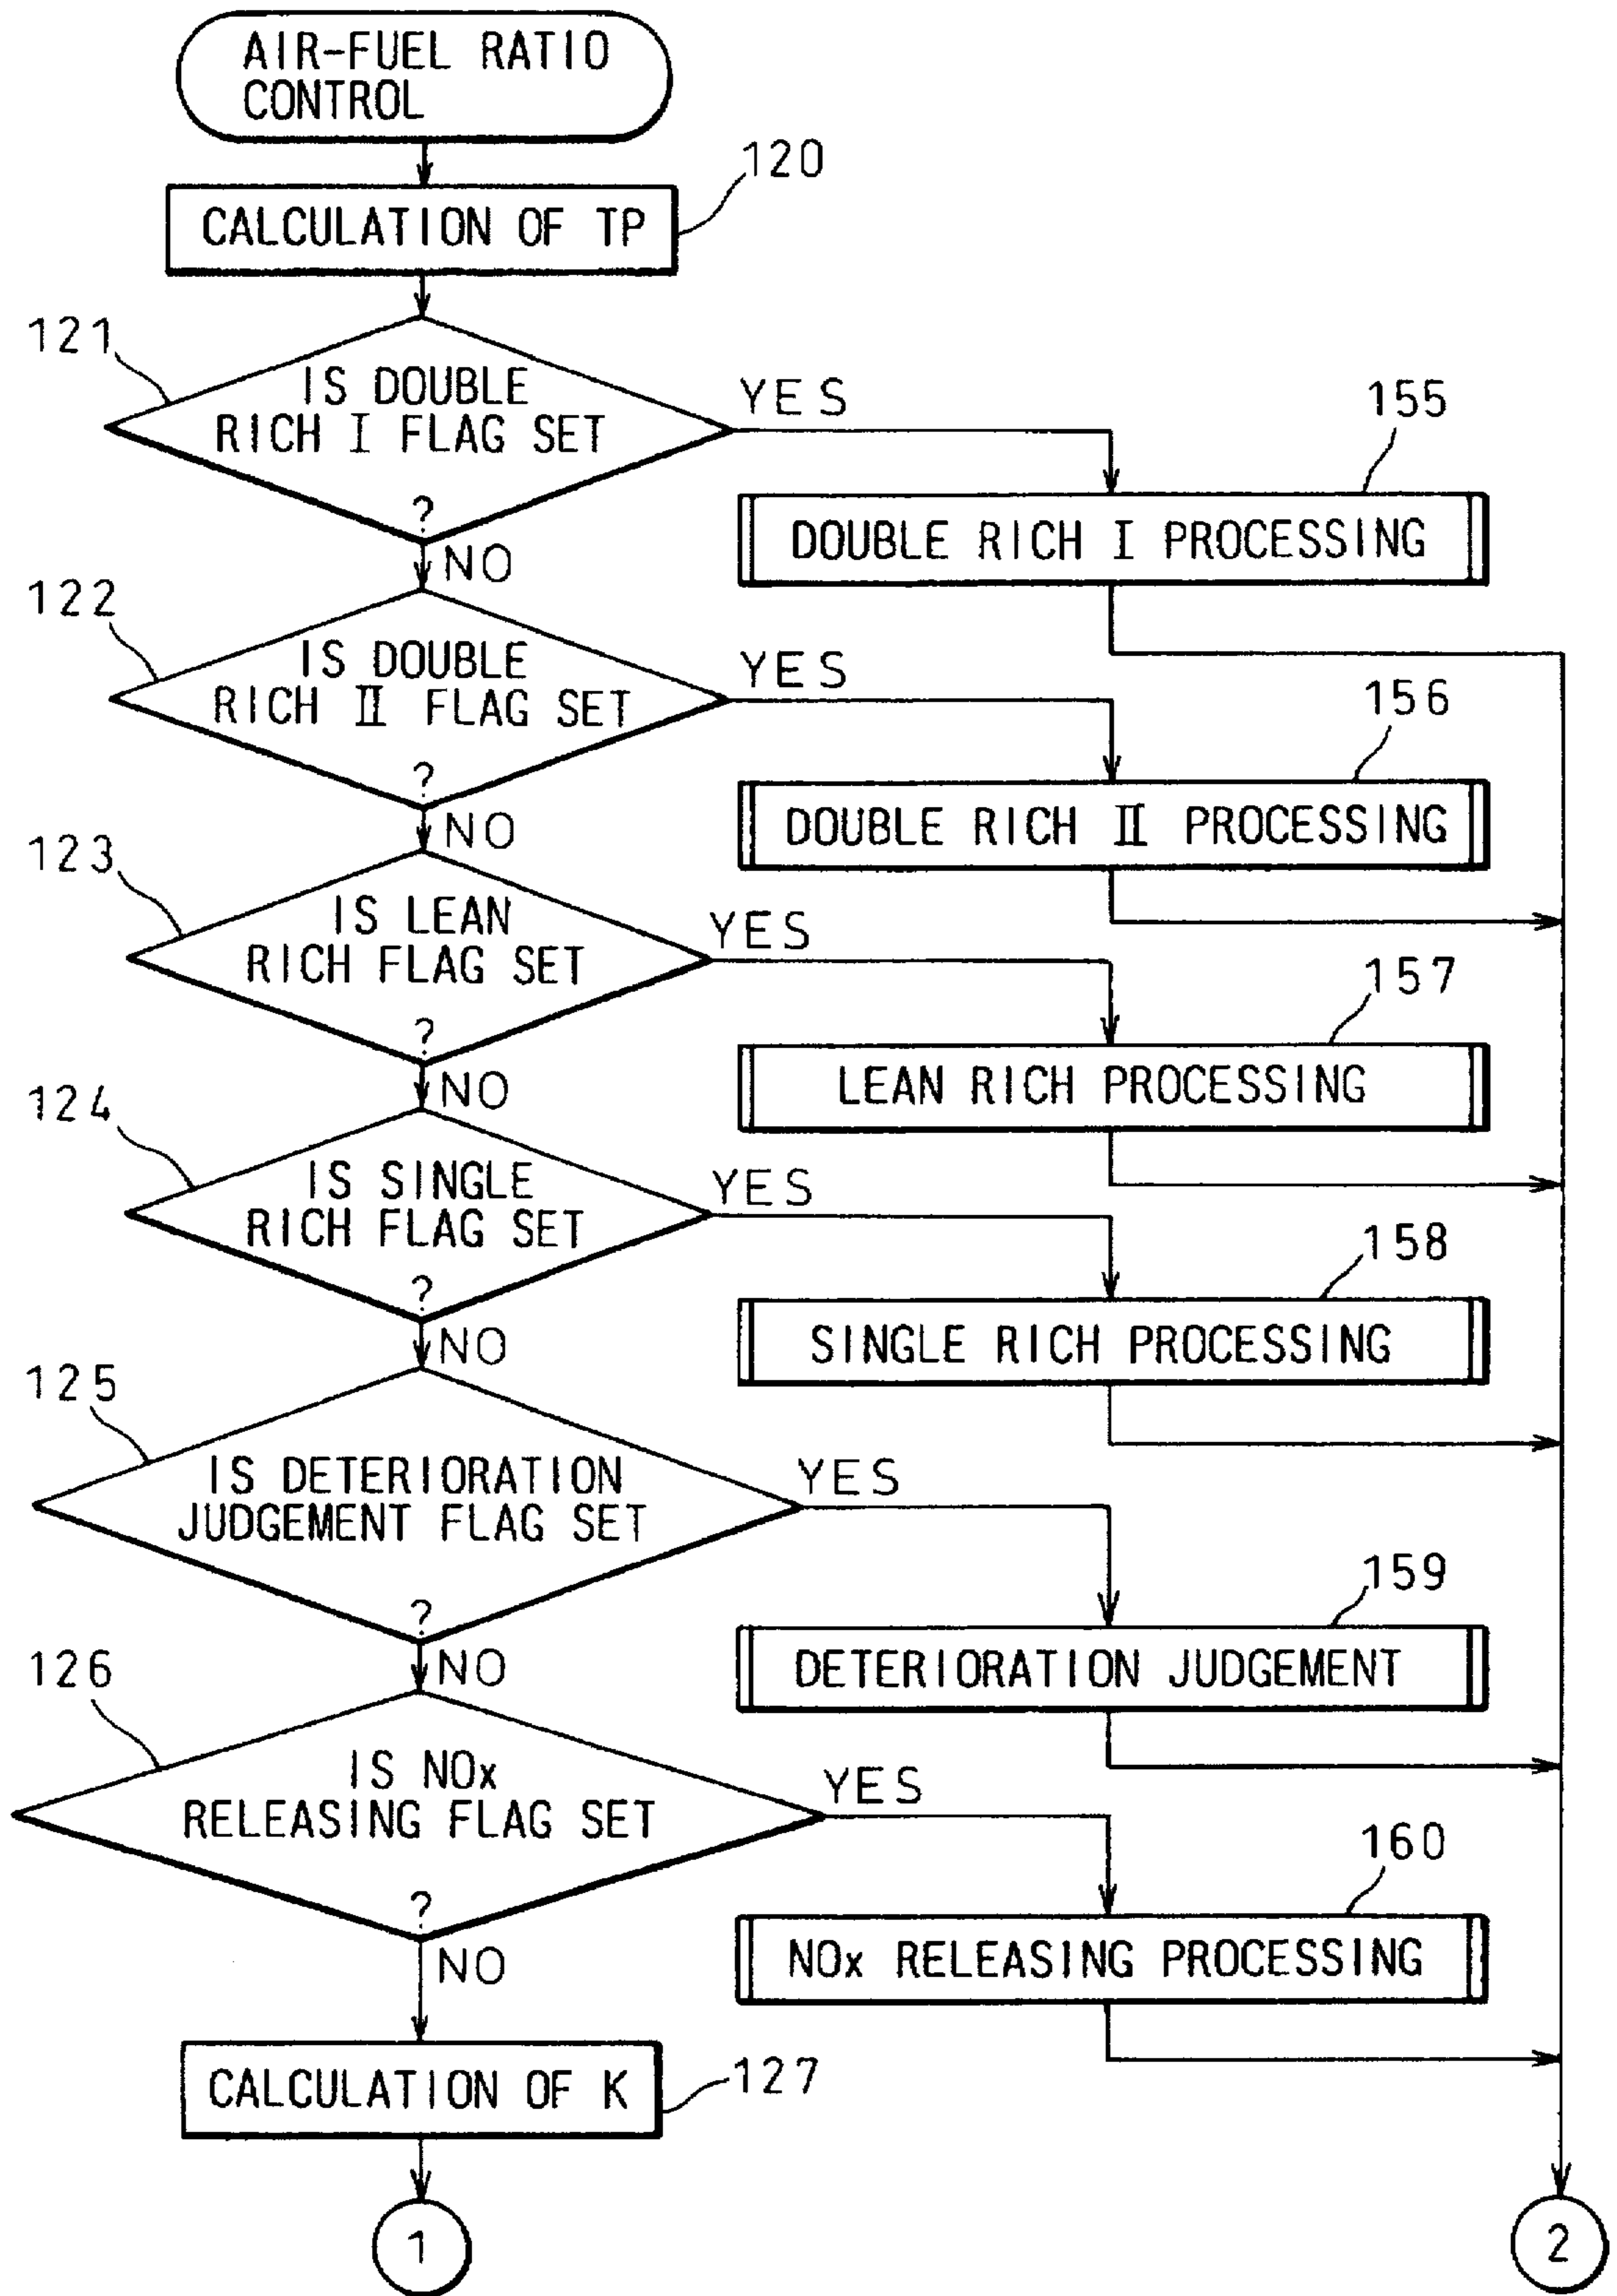 AIR-FUEL RATIO
CONTROL
120
CALCULATION OF TP
121
IS DOUBLE
RICH I FLAG SET
?
YES
NO
155
DOUBLE RICH I PROCESSING
122
IS DOUBLE
RICH II FLAG SET
?
YES
NO
156
DOUBLE RICH II PROCESSING
123
IS LEAN
RICH FLAG SET
?
YES
NO
157
LEAN RICH PROCESSING
124
IS SINGLE
RICH FLAG SET
?
YES
NO
158
SINGLE RICH PROCESSING
125
IS DETERIORATION
JUDGEMENT FLAG SET
?
YES
NO
159
DETERIORATION JUDGEMENT
126
IS NOx
RELEASING FLAG SET
?
YES
NO
160
NOx RELEASING PROCESSING
CALCULATION OF K
127
1
2